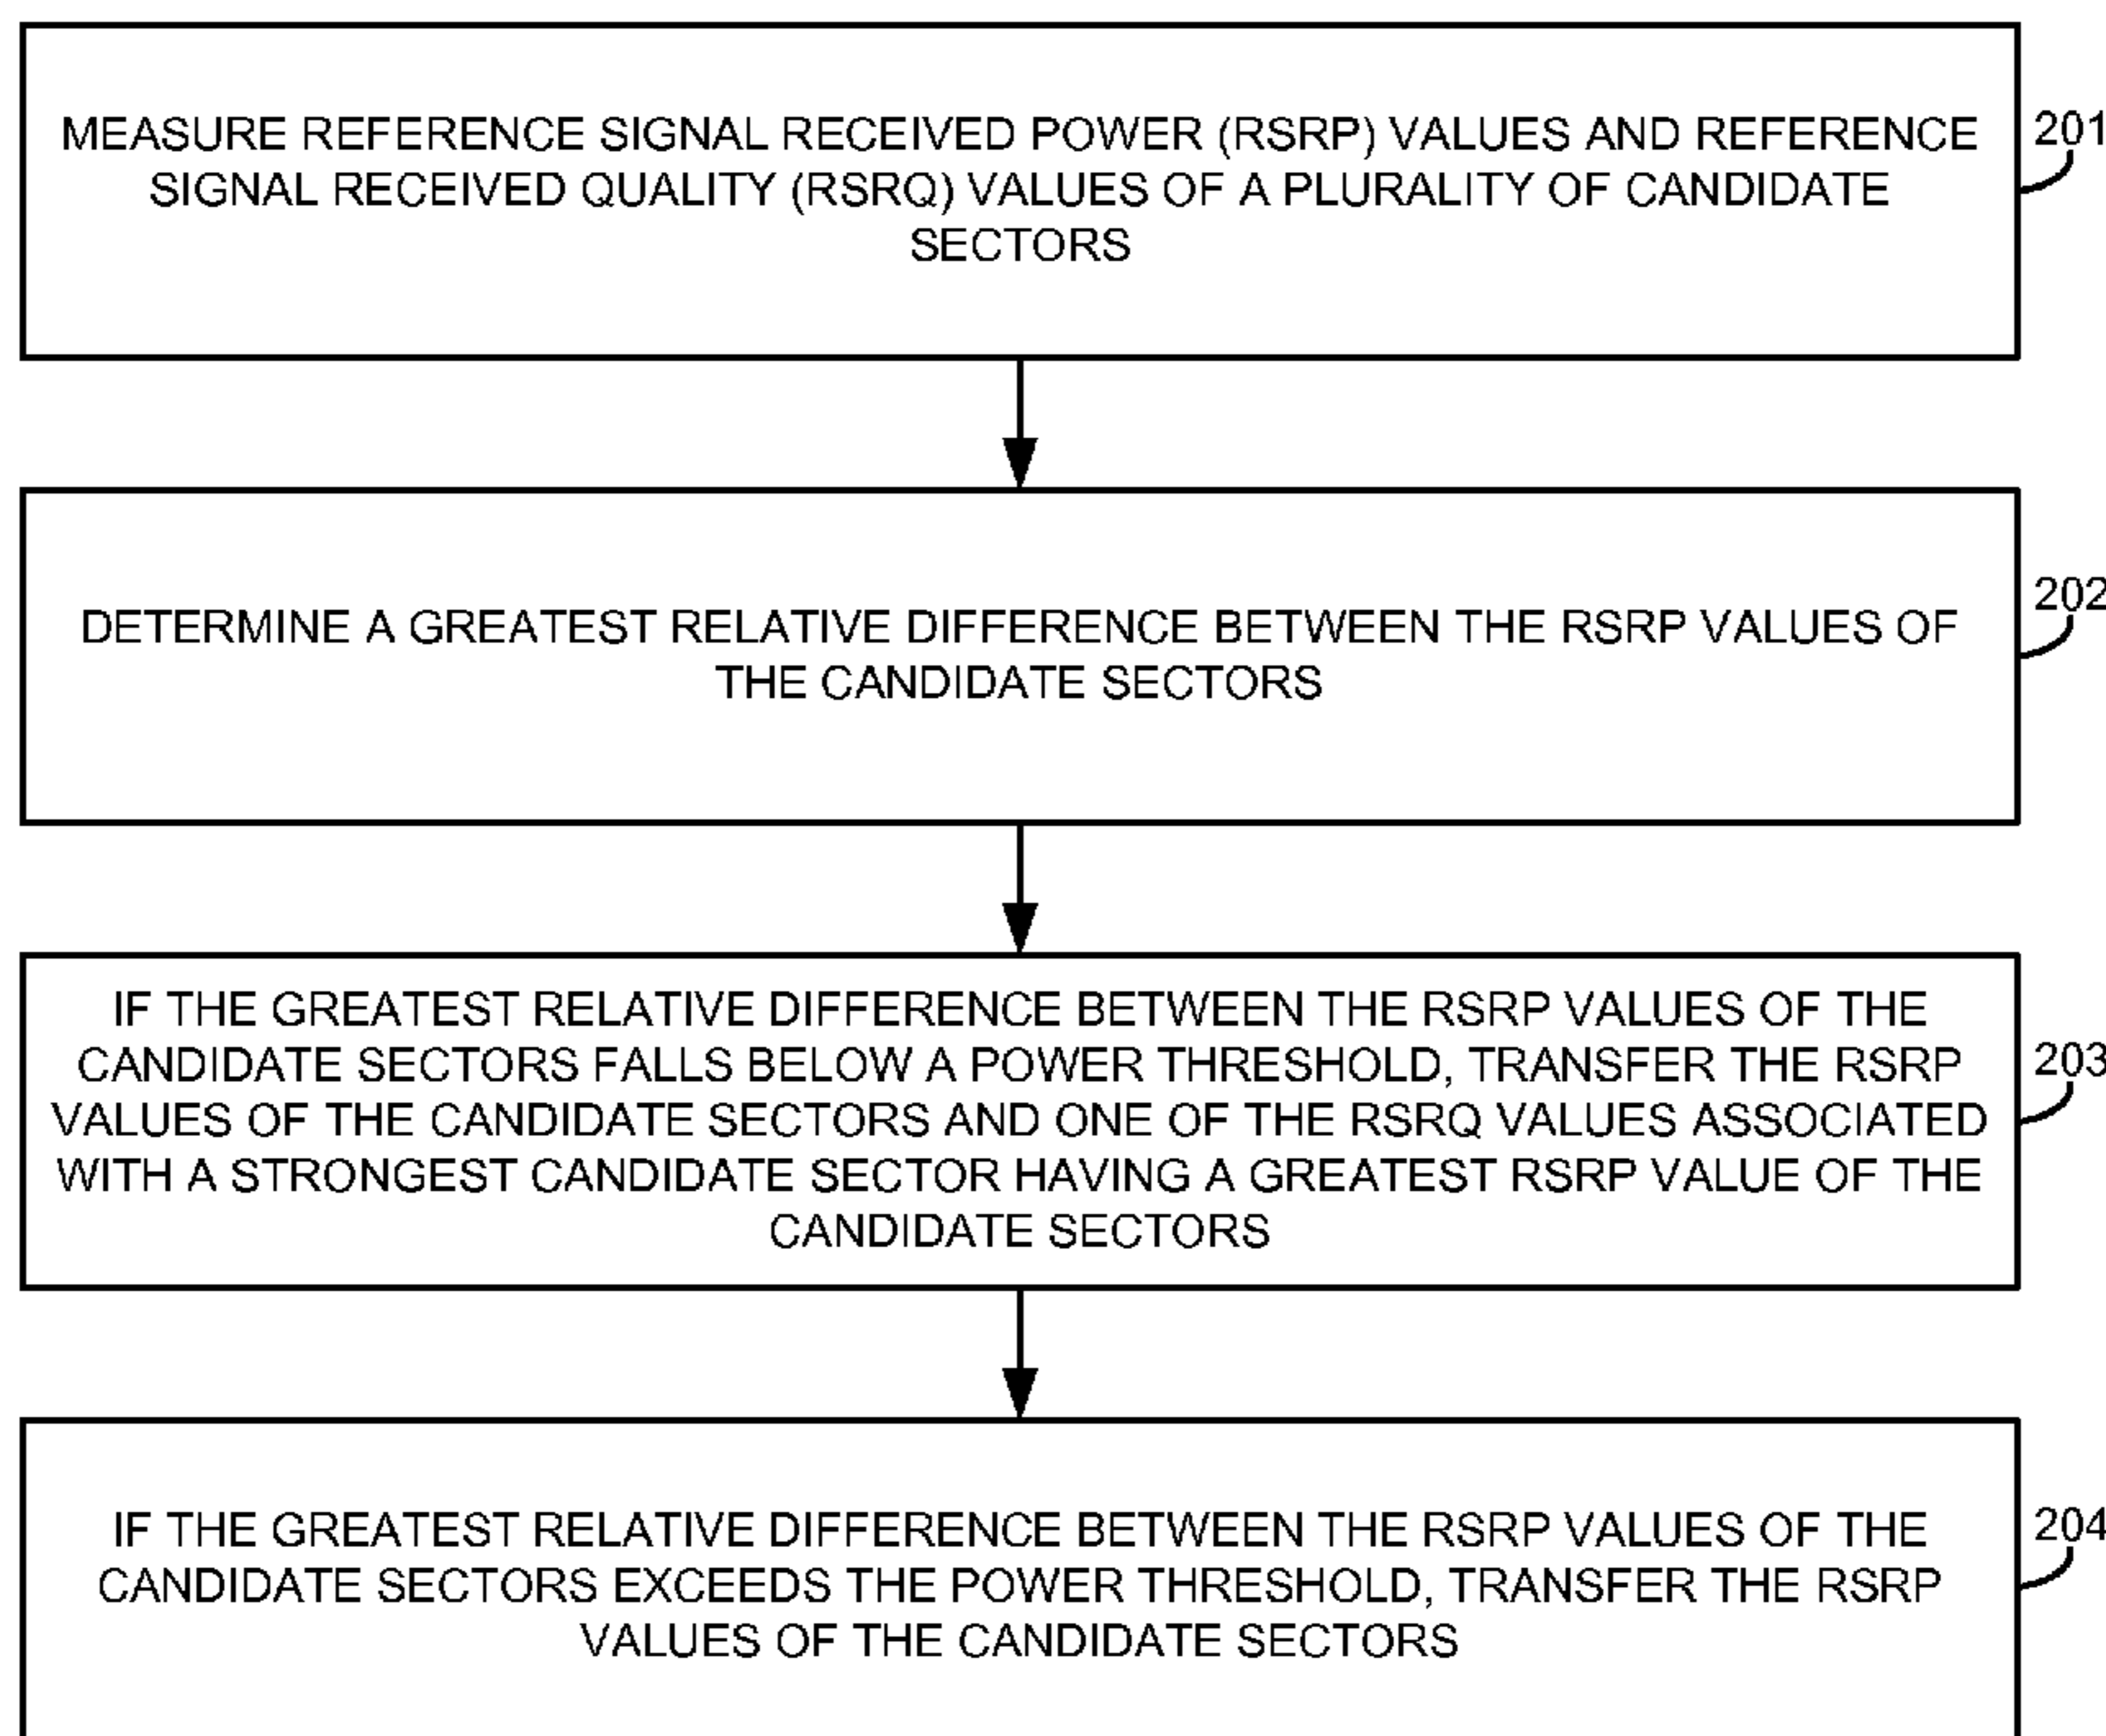 MEASURE REFERENCE SIGNAL RECEIVED POWER (RSRP) VALUES AND REFERENCE
SIGNAL RECEIVED QUALITY (RSRQ) VALUES OF A PLURALITY OF CANDIDATE
SECTORS
201
DETERMINE A GREATEST RELATIVE DIFFERENCE BETWEEN THE RSRP VALUES OF
THE CANDIDATE SECTORS
202
IF THE GREATEST RELATIVE DIFFERENCE BETWEEN THE RSRP VALUES OF THE
CANDIDATE SECTORS FALLS BELOW A POWER THRESHOLD, TRANSFER THE RSRP
VALUES OF THE CANDIDATE SECTORS AND ONE OF THE RSRQ VALUES ASSOCIATED
WITH A STRONGEST CANDIDATE SECTOR HAVING A GREATEST RSRP VALUE OF THE
CANDIDATE SECTORS
203
IF THE GREATEST RELATIVE DIFFERENCE BETWEEN THE RSRP VALUES OF THE
CANDIDATE SECTORS EXCEEDS THE POWER THRESHOLD, TRANSFER THE RSRP
VALUES OF THE CANDIDATE SECTORS
204